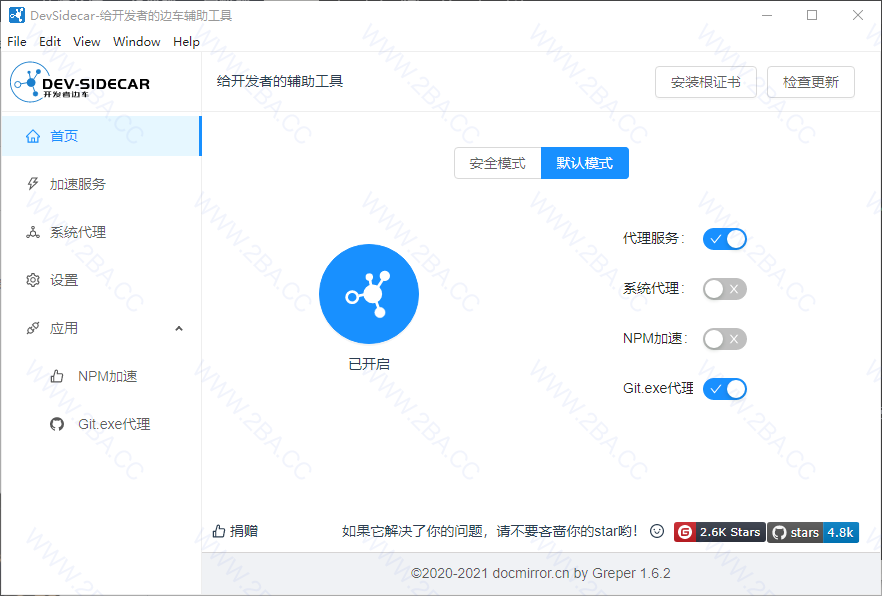 DevSidecar-给开发者的边车辅助工具
File Edit View Window Help
DEV-SIDECAR
开发者边车
给开发者的辅助工具
安装根证书
检查更新
首页
加速服务
系统代理
设置
应用
NPM加速
Git.exe代理
安全模式
默认模式
已开启
代理服务:
系统代理:
NPM加速:
Git.exe代理
捐赠
如果它解决了你的问题，请不要吝啬你的star哟！
G 2.6K Stars
stars 4.8k
©2020-2021 docmirror.cn by Greper 1.6.2
WWW.2BA.CC